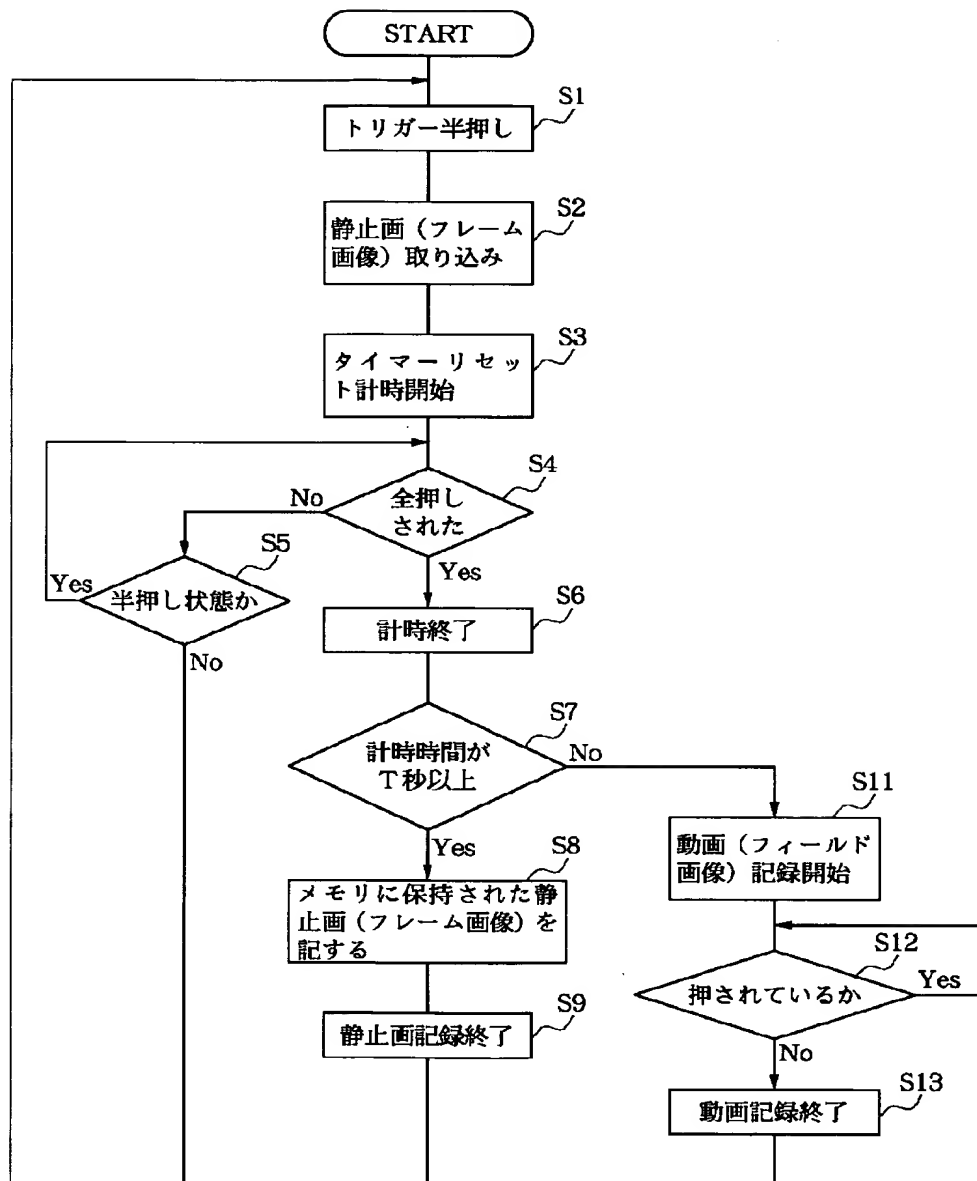 START
S1
トリガー半押し
S2
静止画（フレーム
画像）取り込み
S3
タイマーリセッ
ト計時開始
S4
全押し
された
No
Yes
S5
半押し状態か
Yes
No
S6
計時終了
S7
計時時間が
T秒以上
No
Yes
S8
メモリに保持された静
止画（フレーム画像）を
記する
S9
静止画記録終了
S11
動画（フィールド
画像）記録開始
S12
押されているか
Yes
No
S13
動画記録終了